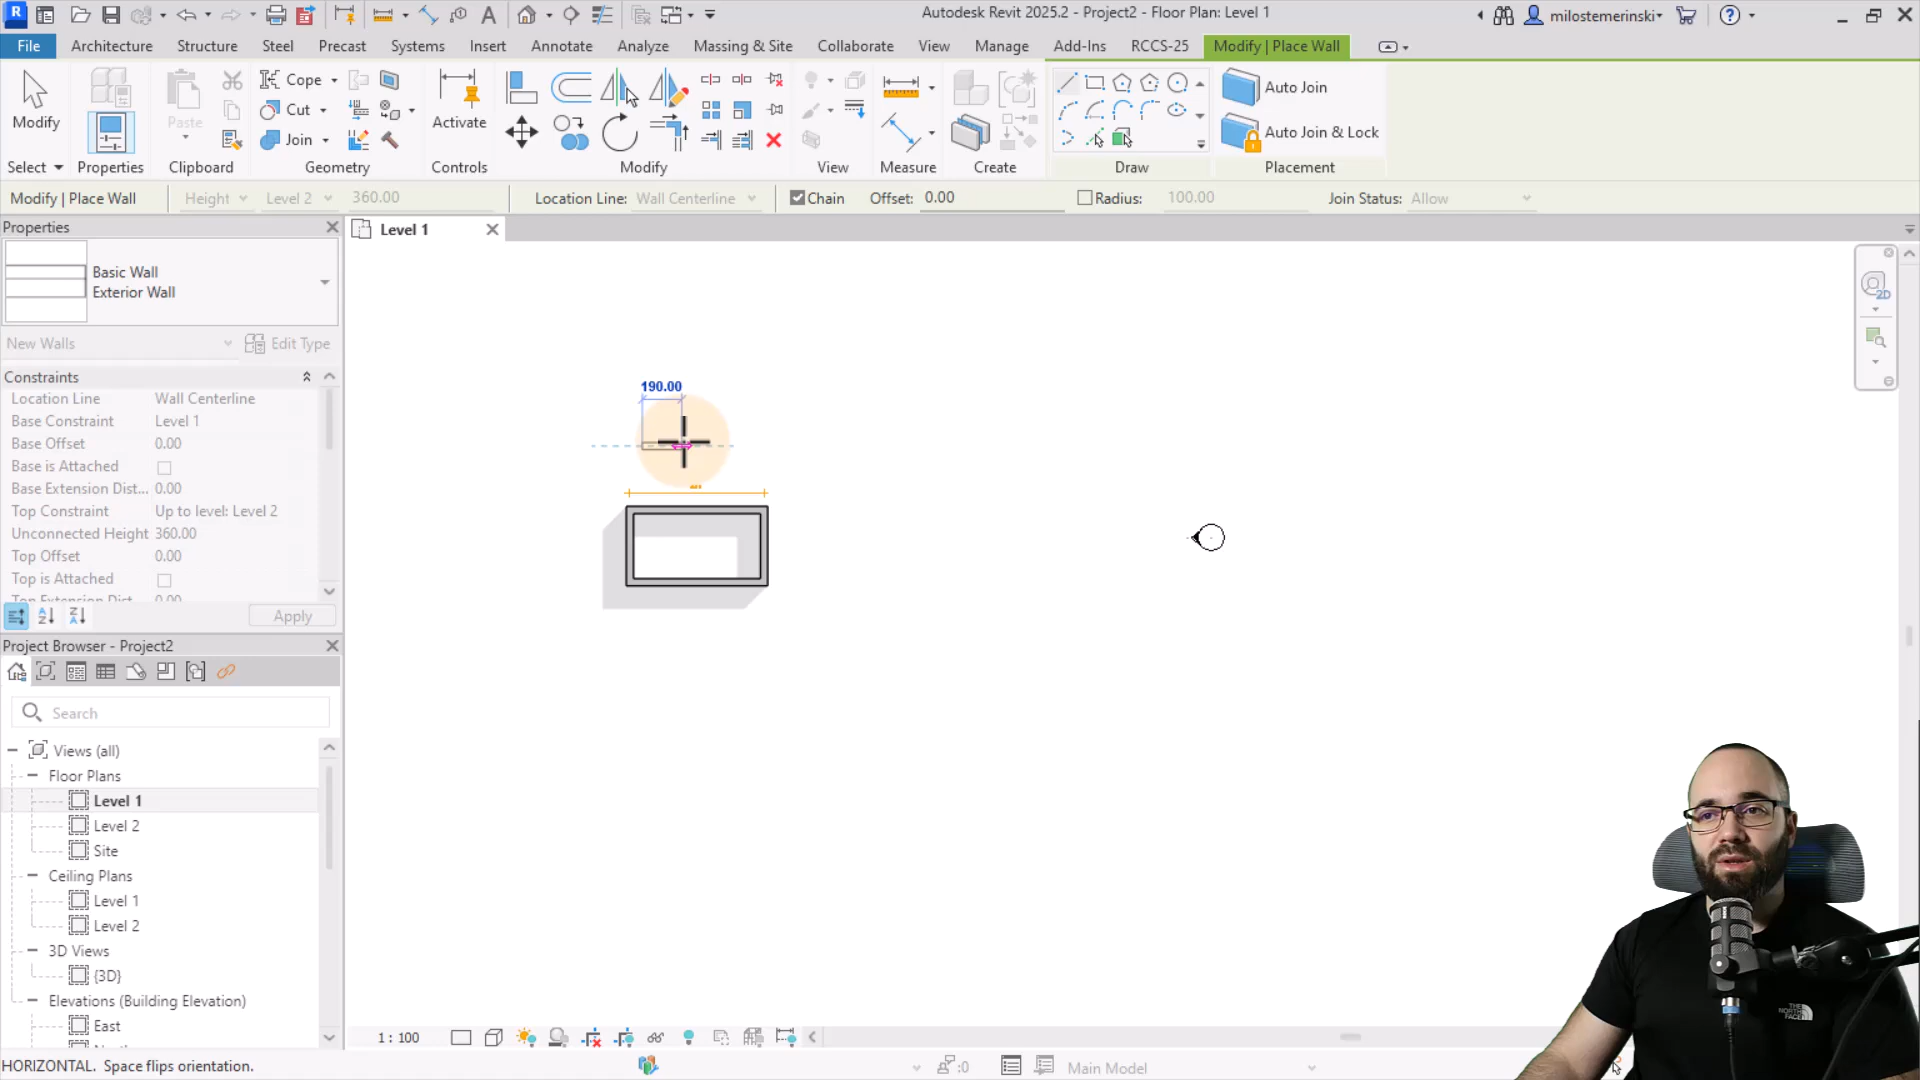 Autodesk Revit 2025.2 - Project2 - Floor Plan: Level 1
milostemerinski
File
Architecture
Structure
Steel
Precast
Systems
Insert
Annotate
Analyze
Massing & Site
Collaborate
View
Manage
Add-Ins
RCCS-25
Modify | Place Wall
Modify
Properties
Paste
Copy
Cut
Join
Activate
Auto Join
Auto Join & Lock
Select
Properties
Clipboard
Geometry
Controls
Modify
View
Measure
Create
Draw
Placement
Modify | Place Wall
Height
Level 2
360.00
Location Line: Wall Centerline
Chain
Offset: 0.00
Radius: 100.00
Join Status: Allow
Properties
Level 1
Basic Wall
Exterior Wall
New Walls
Edit Type
Constraints
Location Line Wall Centerline
Base Constraint Level 1
Base Offset 0.00
Base is Attached
Base Extension Dist... 0.00
Top Constraint Up to level: Level 2
Unconnected Height 360.00
Top Offset 0.00
Top is Attached
Apply
190.00
2D
Project Browser - Project2
Search
Views (all)
Floor Plans
Level 1
Level 2
Site
Ceiling Plans
Level 1
Level 2
3D Views
{3D}
Elevations (Building Elevation)
East
1 : 100
HORIZONTAL. Space flips orientation.
:0
Main Model
THE
NORTH
FACE